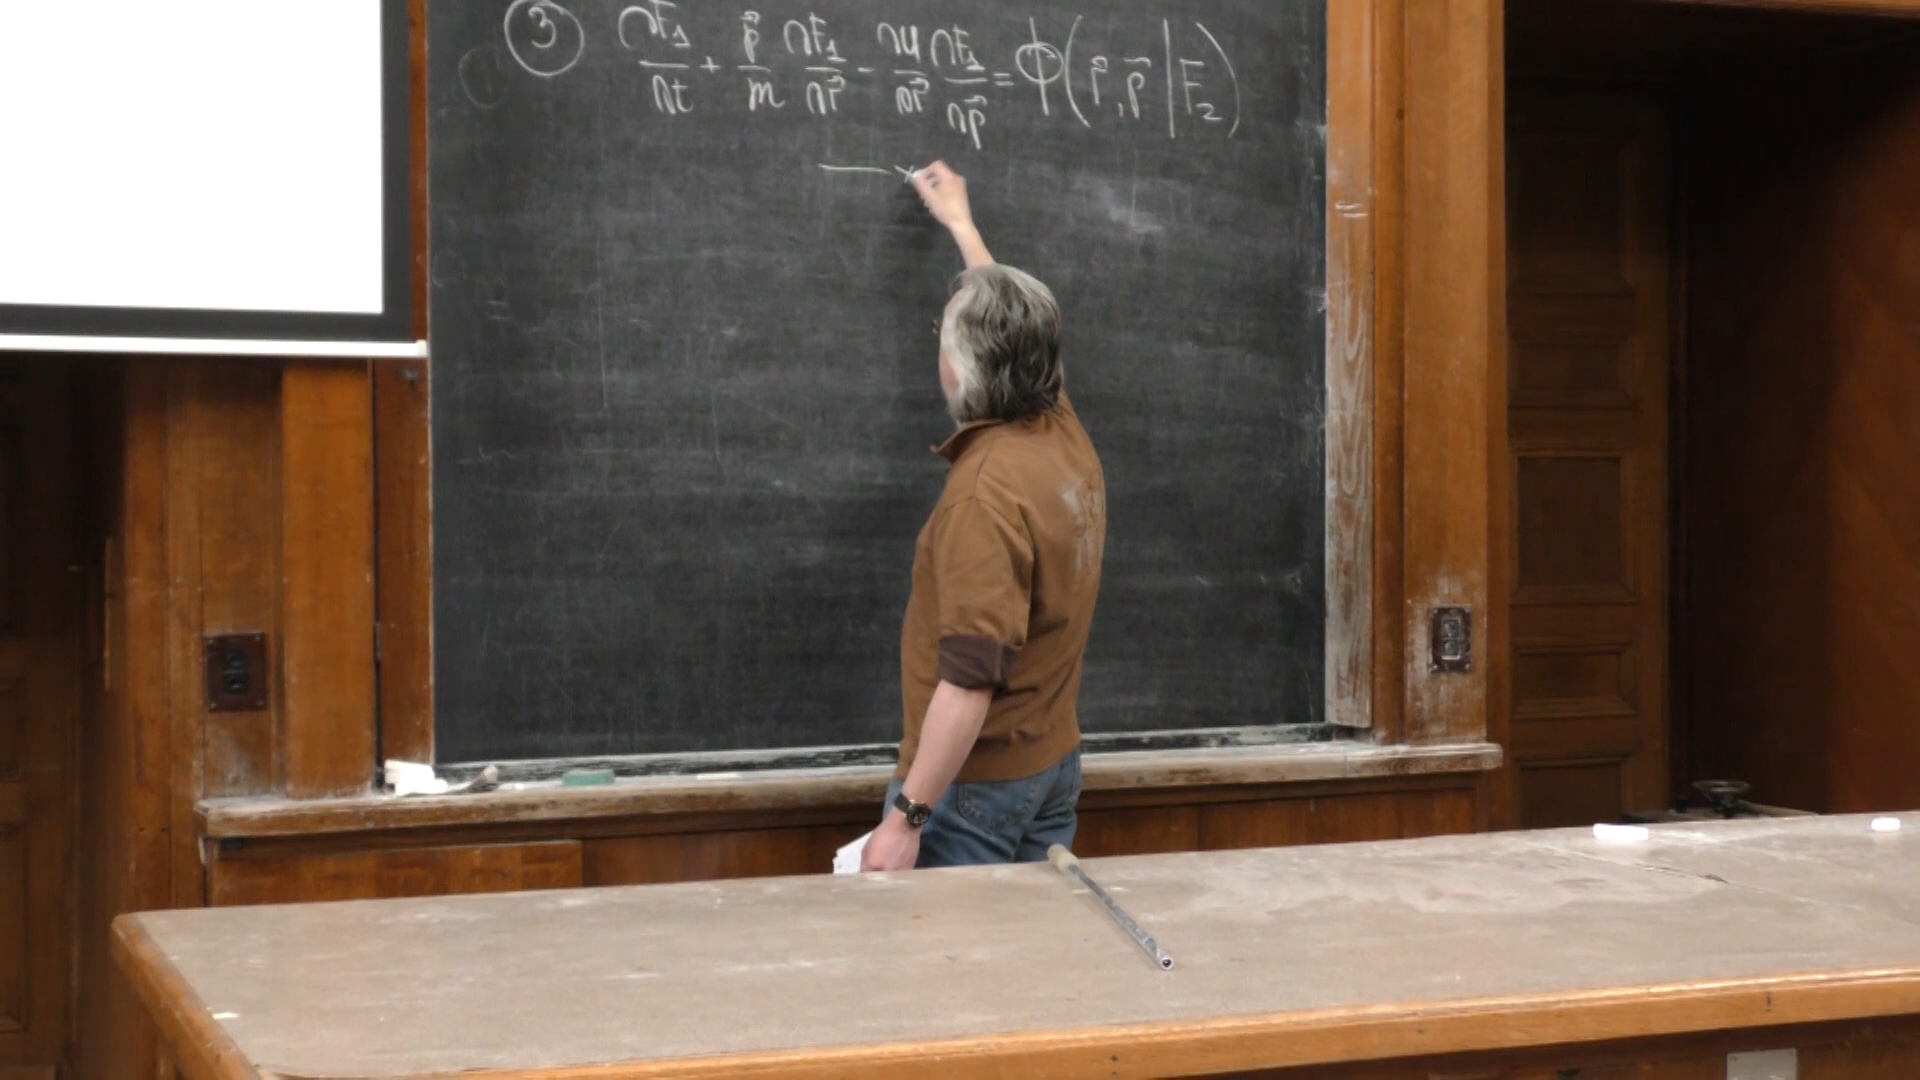 ③ ∂F₁/∂t + p⃗/m ∂F₁/∂r⃗ − ∂U/∂r⃗ ∂F₁/∂p⃗ = Φ(r⃗, p⃗ | F₂)